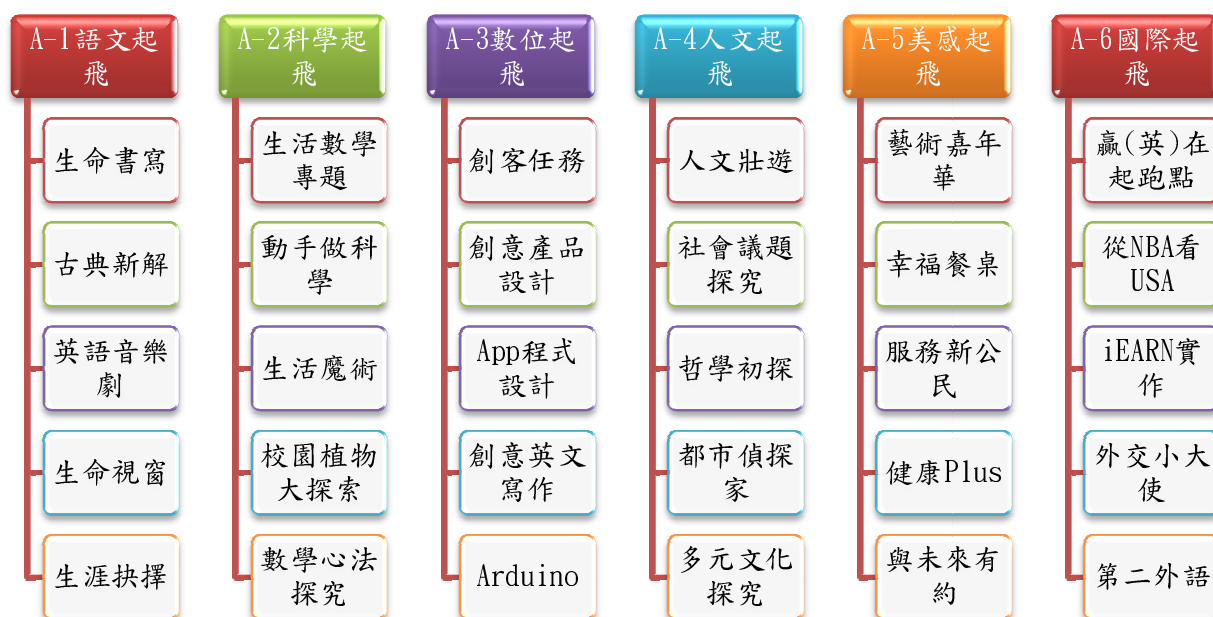 A-1語文起
飛
生命書寫
古典新解
英語音樂
劇
生命視窗
生涯抉擇
A-2科學起
飛
生活數學
專題
動手做科
學
生活魔術
校園植物
大探索
數學心法
探究
A-3數位起
飛
創客任務
創意產品
設計
App程式
設計
創意英文
寫作
Arduino
A-4人文起
飛
人文壯遊
社會議題
探究
哲學初探
都市偵探
家
多元文化
探究
A-5美感起
飛
藝術嘉年
華
幸福餐桌
服務新公
民
健康Plus
與未來有
約
A-6國際起
飛
贏(英)在
起跑點
從NBA看
USA
iEARN實
作
外交小大
使
第二外語